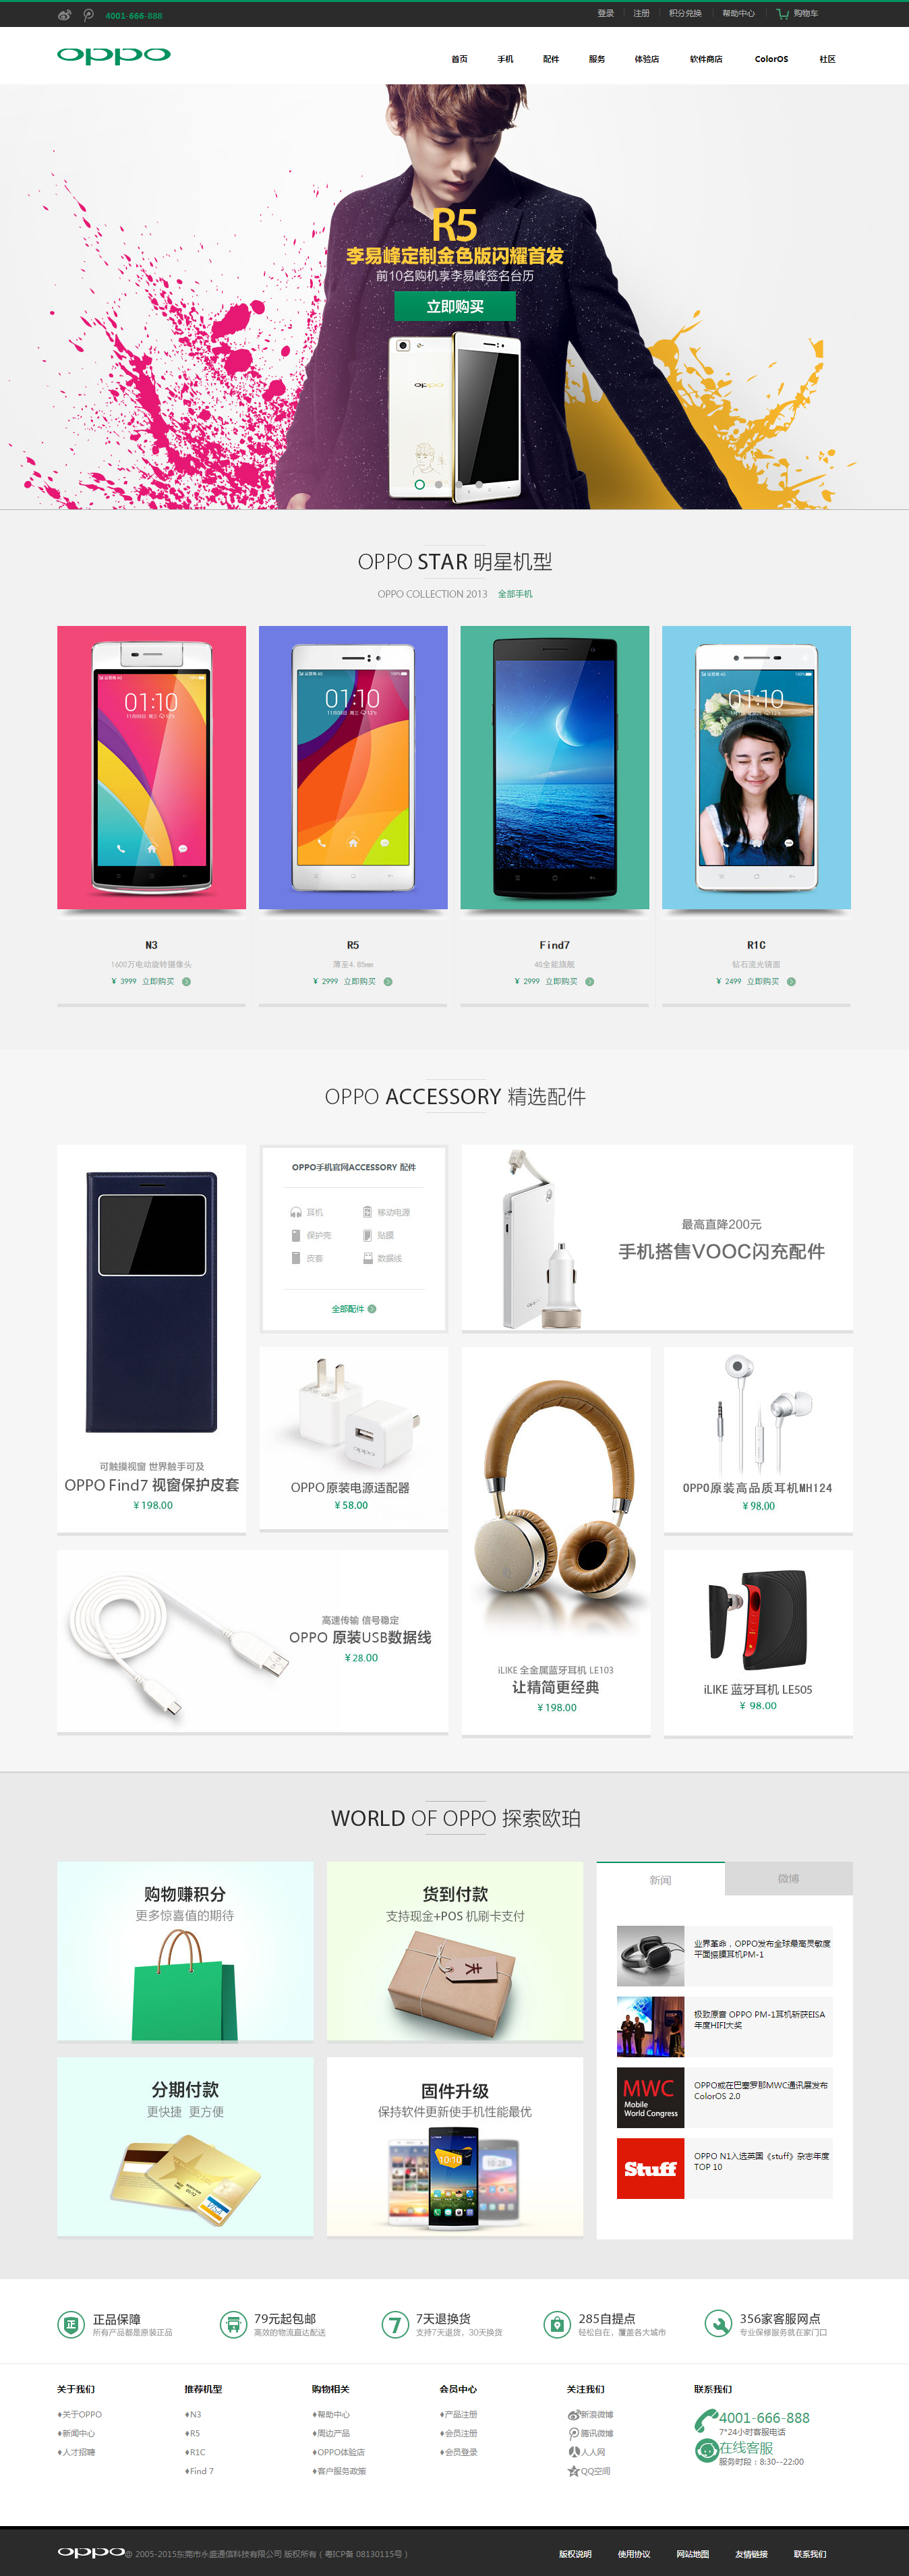 4001-666-888
登录 注册 积分兑换 帮助中心 购物车
oppo
首页 手机 配件 服务 体验店 软件商店 ColorOS 社区
R5
李易峰定制金色版闪耀首发
前10名购机享李易峰签名台历
立即购买
oppo
OPPO STAR 明星机型
OPPO COLLECTION 2013 全部手机
01:10
01:10
01:10
N3
1600万电动旋转摄像头
¥ 3999 立即购买
R5
薄至4.85mm
¥ 2999 立即购买
Find7
4G全能旗舰
¥ 2999 立即购买
R1C
钻石流光镜面
¥ 2499 立即购买
OPPO ACCESSORY 精选配件
OPPO手机官网ACCESSORY 配件
耳机 移动电源
保护壳 贴膜
皮套 数据线
全部配件
最高直降200元
手机搭售VOOC闪充配件
可触摸视窗 世界触手可及
OPPO Find7 视窗保护皮套
¥198.00
OPPO原装电源适配器
¥58.00
OPPO原装高品质耳机MH124
¥98.00
高速传输 信号稳定
OPPO 原装USB数据线
¥28.00
iLIKE 全金属蓝牙耳机 LE103
让精简更经典
¥198.00
iLIKE 蓝牙耳机 LE505
¥ 98.00
WORLD OF OPPO 探索欧珀
购物赚积分
更多惊喜值的期待
货到付款
支持现金+POS 机刷卡支付
分期付款
更快捷 更方便
VISA
固件升级
保持软件更新使手机性能最优
10:10
新闻 微博
业界革命，OPPO发布全球最高灵敏度
平面振膜耳机PM-1
极致原音 OPPO PM-1耳机斩获EISA
年度HIFI大奖
MWC
Mobile
World Congress
OPPO或在巴塞罗那MWC通讯展发布
ColorOS 2.0
Stuff
OPPO N1入选英国《stuff》杂志年度
TOP 10
正
正品保障
所有产品都是原装正品
79元起包邮
高效的物流直达配送
7
7天退换货
支持7天退货，30天换货
285自提点
轻松自在，覆盖各大城市
356家客服网点
专业保修服务就在家门口
关于我们 推荐机型 购物相关 会员中心 关注我们 联系我们
♦关于OPPO
♦新闻中心
♦人才招聘
♦N3
♦R5
♦R1C
♦Find 7
♦帮助中心
♦周边产品
♦OPPO体验店
♦客户服务政策
♦产品注册
♦会员注册
♦会员登录
新浪微博
腾讯微博
人人网
QQ空间
4001-666-888
7*24小时客服电话
在线客服
服务时段：8:30--22:00
oppo@ 2005-2015东莞市永盛通信科技有限公司 版权所有（粤ICP备 08130115号）
版权说明 使用协议 网站地图 友情链接 联系我们